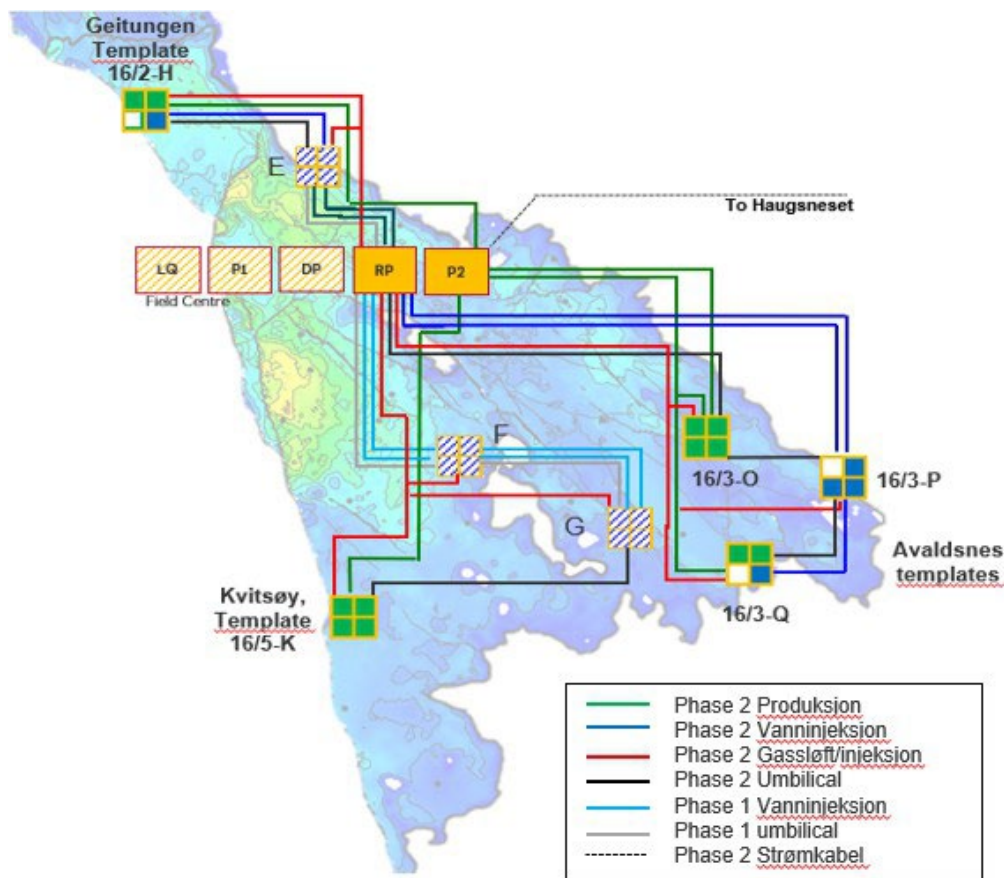 Geitungen
Template
16/2-H
E
To Haugsneset
LQ
P1
DP
RP
P2
Field Centre
F
16/3-O
16/3-P
G
Avaldsnes
templates
16/3-Q
Kvitsøy,
Template
16/5-K
Phase 2 Produksjon
Phase 2 Vanninjeksjon
Phase 2 Gassløft/injeksjon
Phase 2 Umbilical
Phase 1 Vanninjeksjon
Phase 1 umbilical
Phase 2 Strømkabel